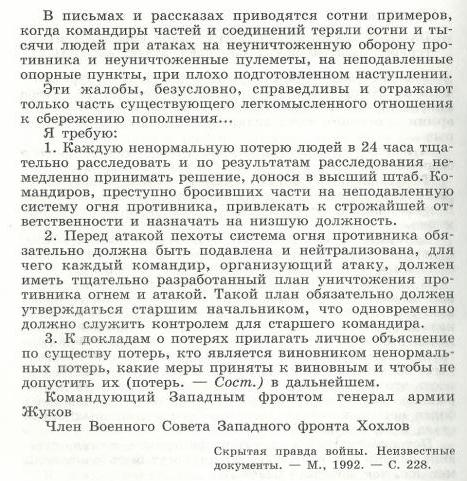 В письмах и рассказах приводятся сотни примеров,
когда командиры частей и соединений теряли сотни и ты-
сячи людей при атаках на неуничтоженную оборону про-
тивника и неуничтоженные пулеметы, на неподавленные
опорные пункты, при плохо подготовленном наступлении.
Эти жалобы, безусловно, справедливы и отражают
только часть существующего легкомысленного отношения
к сбережению пополнения...
Я требую:
1. Каждую ненормальную потерю людей в 24 часа тща-
тельно расследовать и по результатам расследования не-
медленно принимать решение, донося в высший штаб. Ко-
мандиров, преступно бросивших части на неподавленную
систему огня противника, привлекать к строжайшей от-
ветственности и назначать на низшую должность.
2. Перед атакой пехоты система огня противника обя-
зательно должна быть подавлена и нейтрализована, для
чего каждый командир, организующий атаку, должен
иметь тщательно разработанный план уничтожения про-
тивника огнем и атакой. Такой план обязательно должен
утверждаться старшим начальником, что одновременно
должно служить контролем для старшего командира.
3. К докладам о потерях прилагать личное объяснение
по существу потерь, кто является виновником ненормаль-
ных потерь, какие меры приняты к виновным и чтобы не
допустить их (потерь. — Сост.) в дальнейшем.
Командующий Западным фронтом генерал армии
Жуков
Член Военного Совета Западного фронта Хохлов
Скрытая правда войны. Неизвестные
документы. — М., 1992. — С. 228.